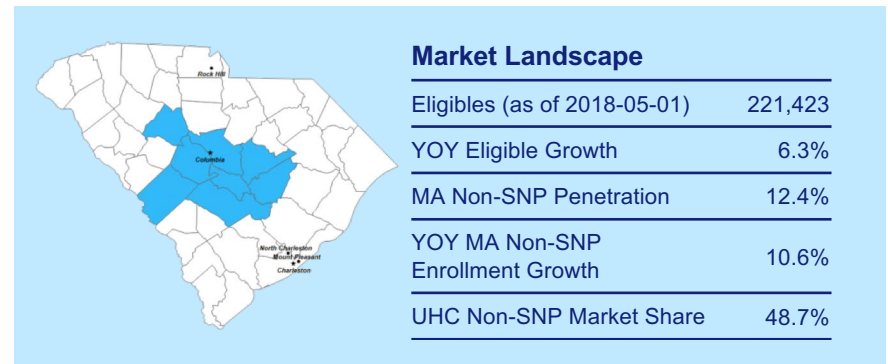 Rock Hill
Columbia
North Charleston
Mount Pleasant
Charleston
Market Landscape
Eligibles (as of 2018-05-01) 221,423
YOY Eligible Growth 6.3%
MA Non-SNP Penetration 12.4%
YOY MA Non-SNP
Enrollment Growth 10.6%
UHC Non-SNP Market Share 48.7%